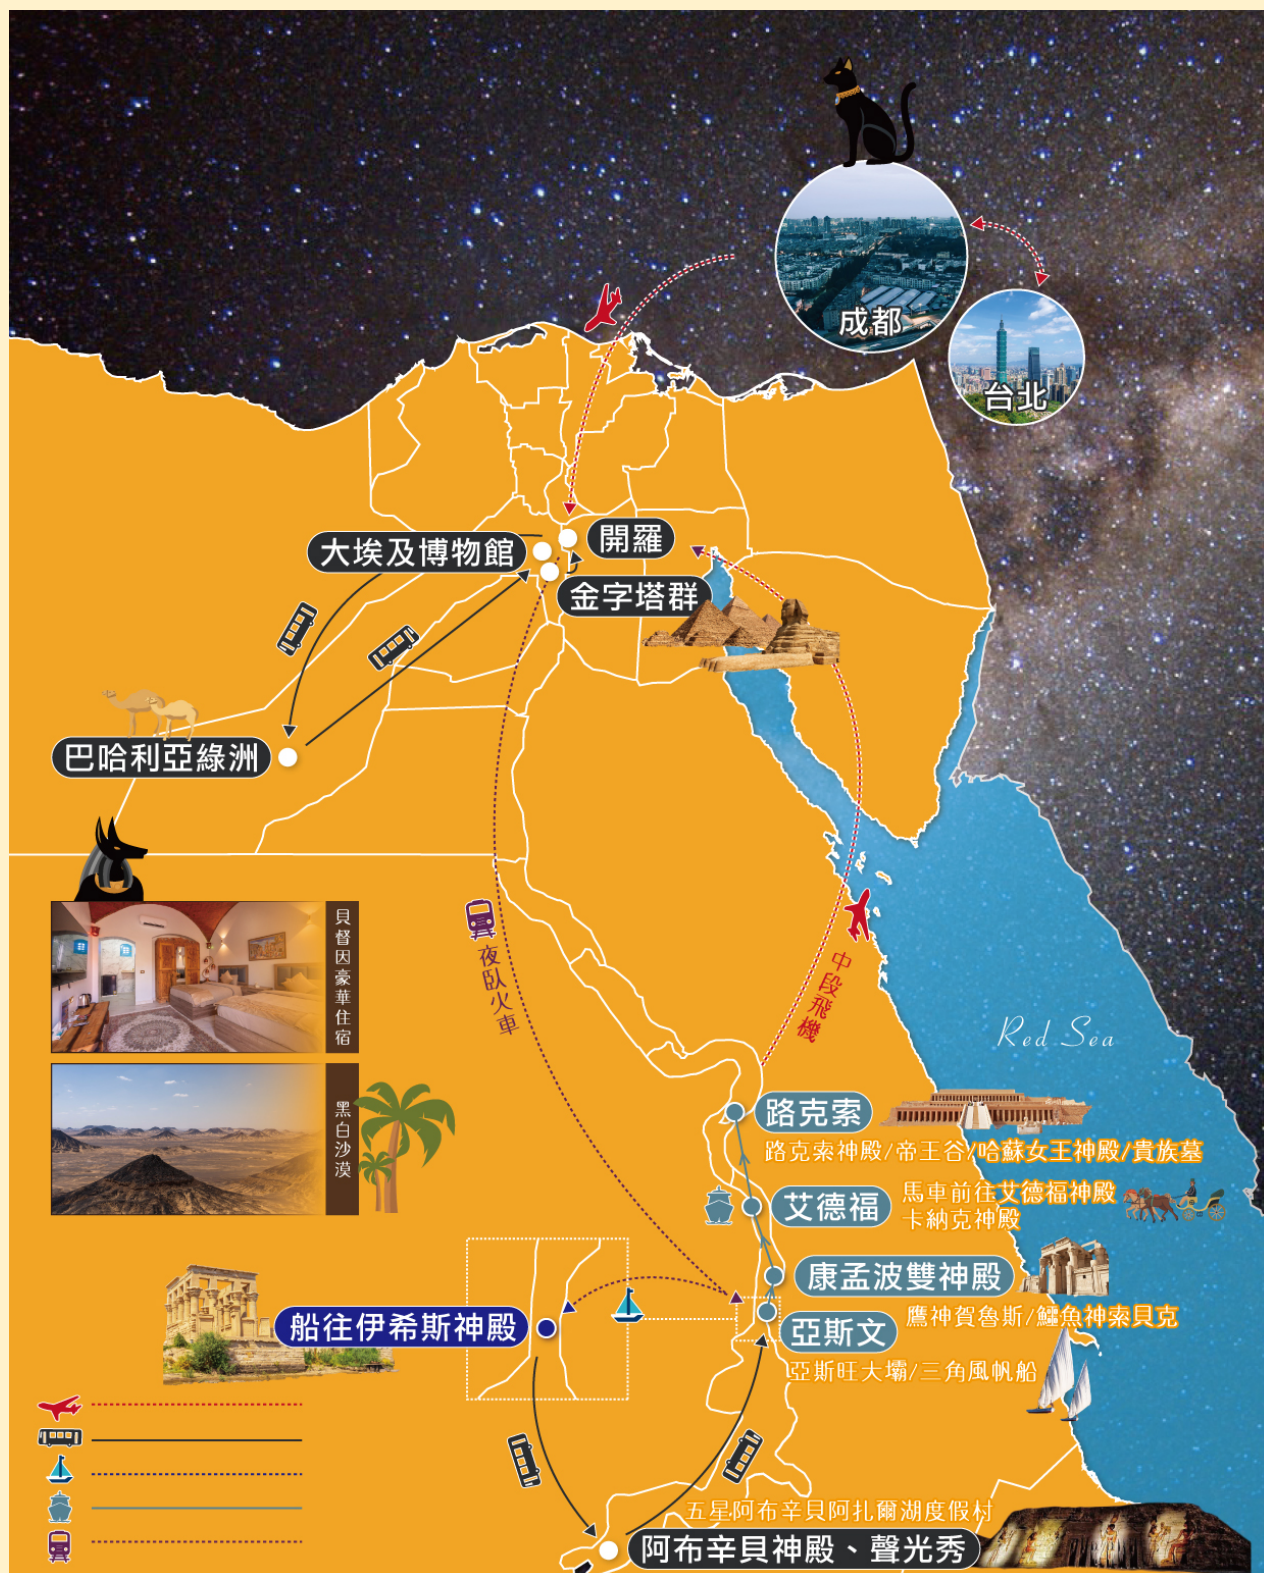 成都
台北
開羅
大埃及博物館
金字塔群
巴哈利亞綠洲
貝督因豪華住宿
黑白沙漠
夜臥火車
中段飛機
Red Sea
路克索
路克索神殿/帝王谷/哈蘇女王神殿/貴族墓
艾德福
馬車前往艾德福神殿
卡納克神殿
康孟波雙神殿
鷹神賀魯斯/鱷魚神索貝克
船往伊希斯神殿
亞斯文
亞斯旺大壩/三角風帆船
五星阿布辛貝阿扎爾湖度假村
阿布辛貝神殿、聲光秀